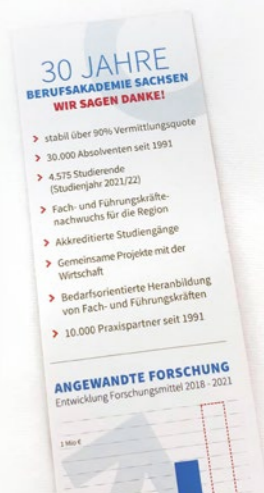 30 JAHRE
BERUFSAKADEMIE SACHSEN
WIR SAGEN DANKE!
stabil über 90% Vermittlungsquote
30.000 Absolventen seit 1991
4.575 Studierende
(Studienjahr 2021/22)
Fach- und Führungskräfte-
nachwuchs für die Region
Akkreditierte Studiengänge
Gemeinsame Projekte mit der
Wirtschaft
Bedarfsorientierte Heranbildung
von Fach- und Führungskräften
10.000 Praxispartner seit 1991
ANGEWANDTE FORSCHUNG
Entwicklung Forschungsmittel 2018 - 2021
1 Mio €